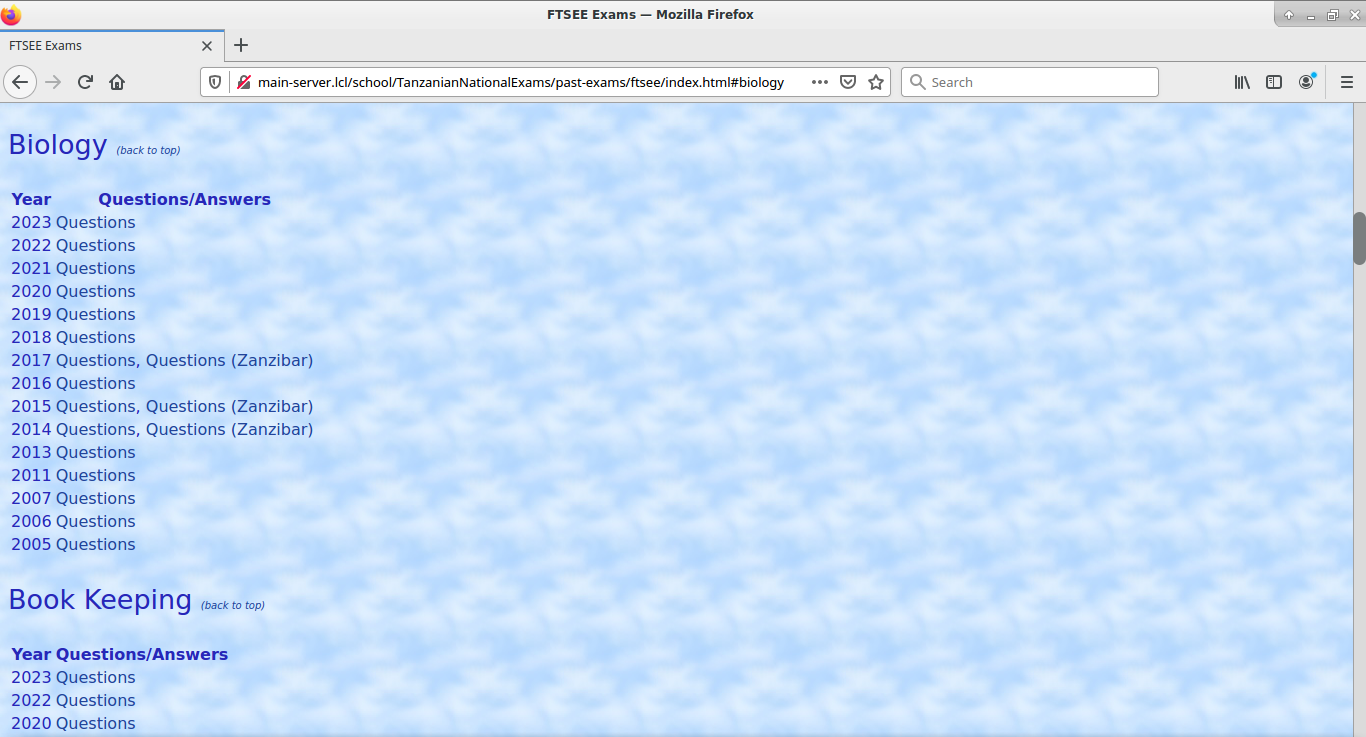 FTSEE Exams — Mozilla Firefox
FTSEE Exams
main-server.lcl/school/TanzanianNationalExams/past-exams/ftsee/index.html#biology
Search
Biology (back to top)
Year Questions/Answers
2023 Questions
2022 Questions
2021 Questions
2020 Questions
2019 Questions
2018 Questions
2017 Questions, Questions (Zanzibar)
2016 Questions
2015 Questions, Questions (Zanzibar)
2014 Questions, Questions (Zanzibar)
2013 Questions
2011 Questions
2007 Questions
2006 Questions
2005 Questions
Book Keeping (back to top)
Year Questions/Answers
2023 Questions
2022 Questions
2020 Questions